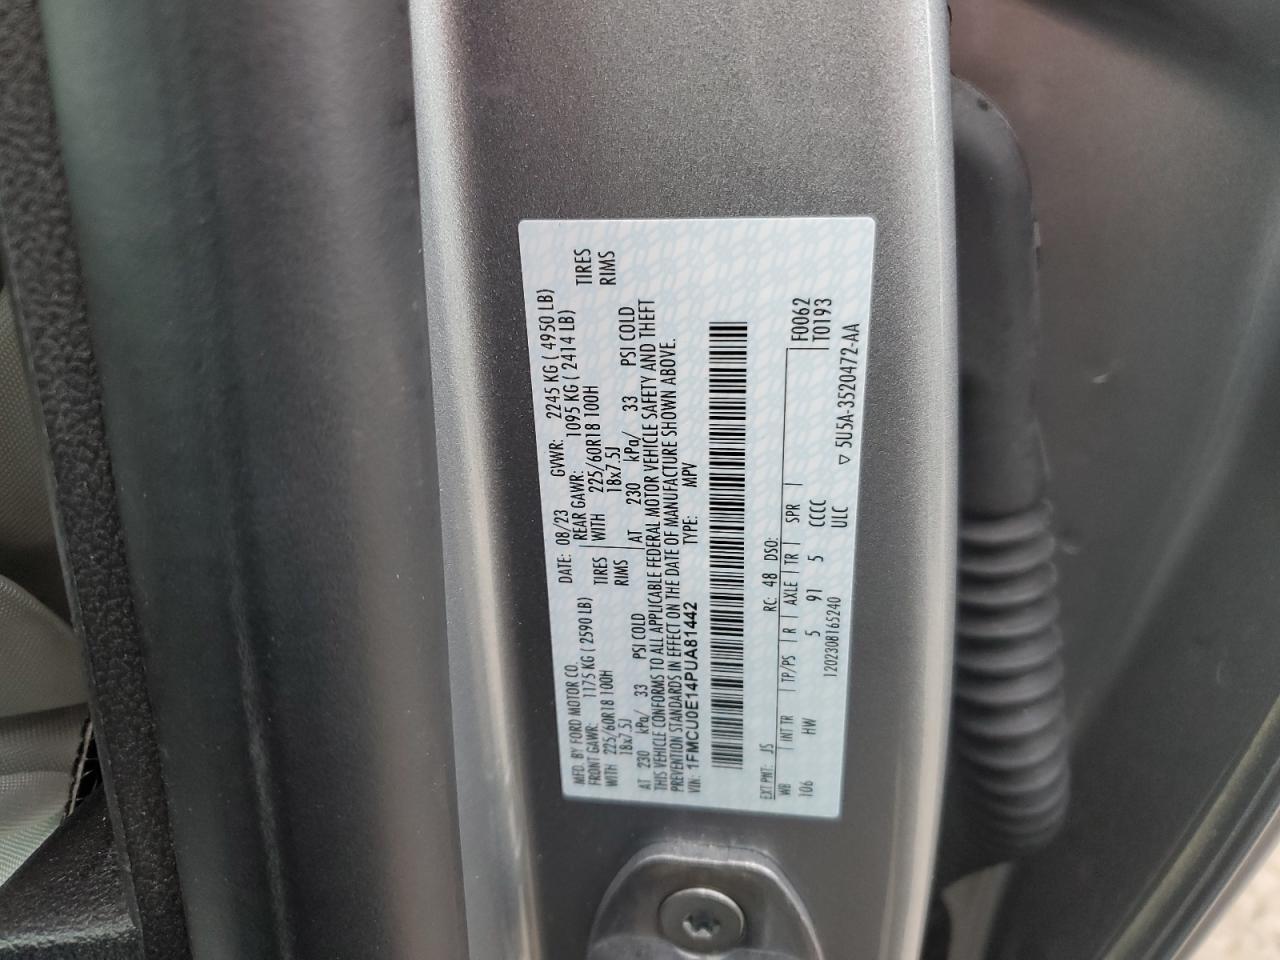 MFD. BY FORD MOTOR CO. DATE: 08/23 GVWR: 2245 KG ( 4950 LB)
FRONT GAWR: 1175 KG ( 2590 LB) REAR GAWR: 1095 KG ( 2414 LB)
WITH 225/60R18 100H TIRES WITH 225/60R18 100H TIRES
18x7.5J RIMS 18x7.5J RIMS
AT 230 kPa/ 33 PSI COLD AT 230 kPa/ 33 PSI COLD
THIS VEHICLE CONFORMS TO ALL APPLICABLE FEDERAL MOTOR VEHICLE SAFETY AND THEFT
PREVENTION STANDARDS IN EFFECT ON THE DATE OF MANUFACTURE SHOWN ABOVE.
VIN: 1FMCU0E14PUA81442 TYPE: MPV
EXT PNT: JS RC: 48 DSO: F0062
WB INT TR TP/PS R AXLE TR SPR T0193
106 HW 5 91 5 CCCC
1202308165240 ULC
▽ 5U5A-3520472-AA